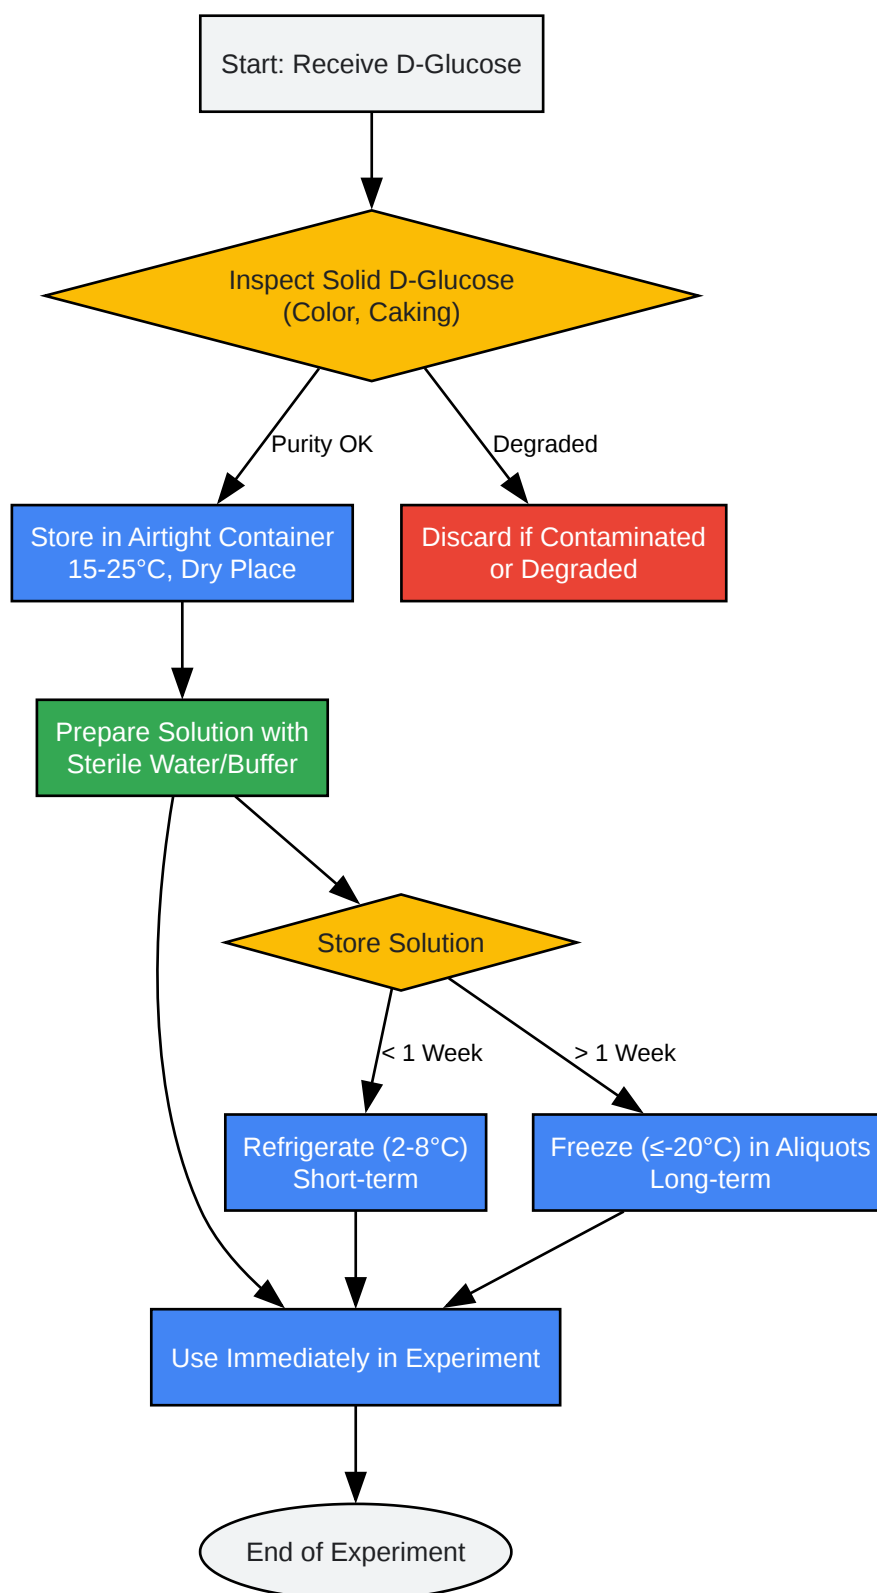 Start: Receive D-Glucose
Inspect Solid D-Glucose
(Color, Caking)
Purity OK
Degraded
Store in Airtight Container
15-25°C, Dry Place
Discard if Contaminated
or Degraded
Prepare Solution with
Sterile Water/Buffer
Store Solution
< 1 Week
> 1 Week
Refrigerate (2-8°C)
Short-term
Freeze (≤-20°C) in Aliquots
Long-term
Use Immediately in Experiment
End of Experiment